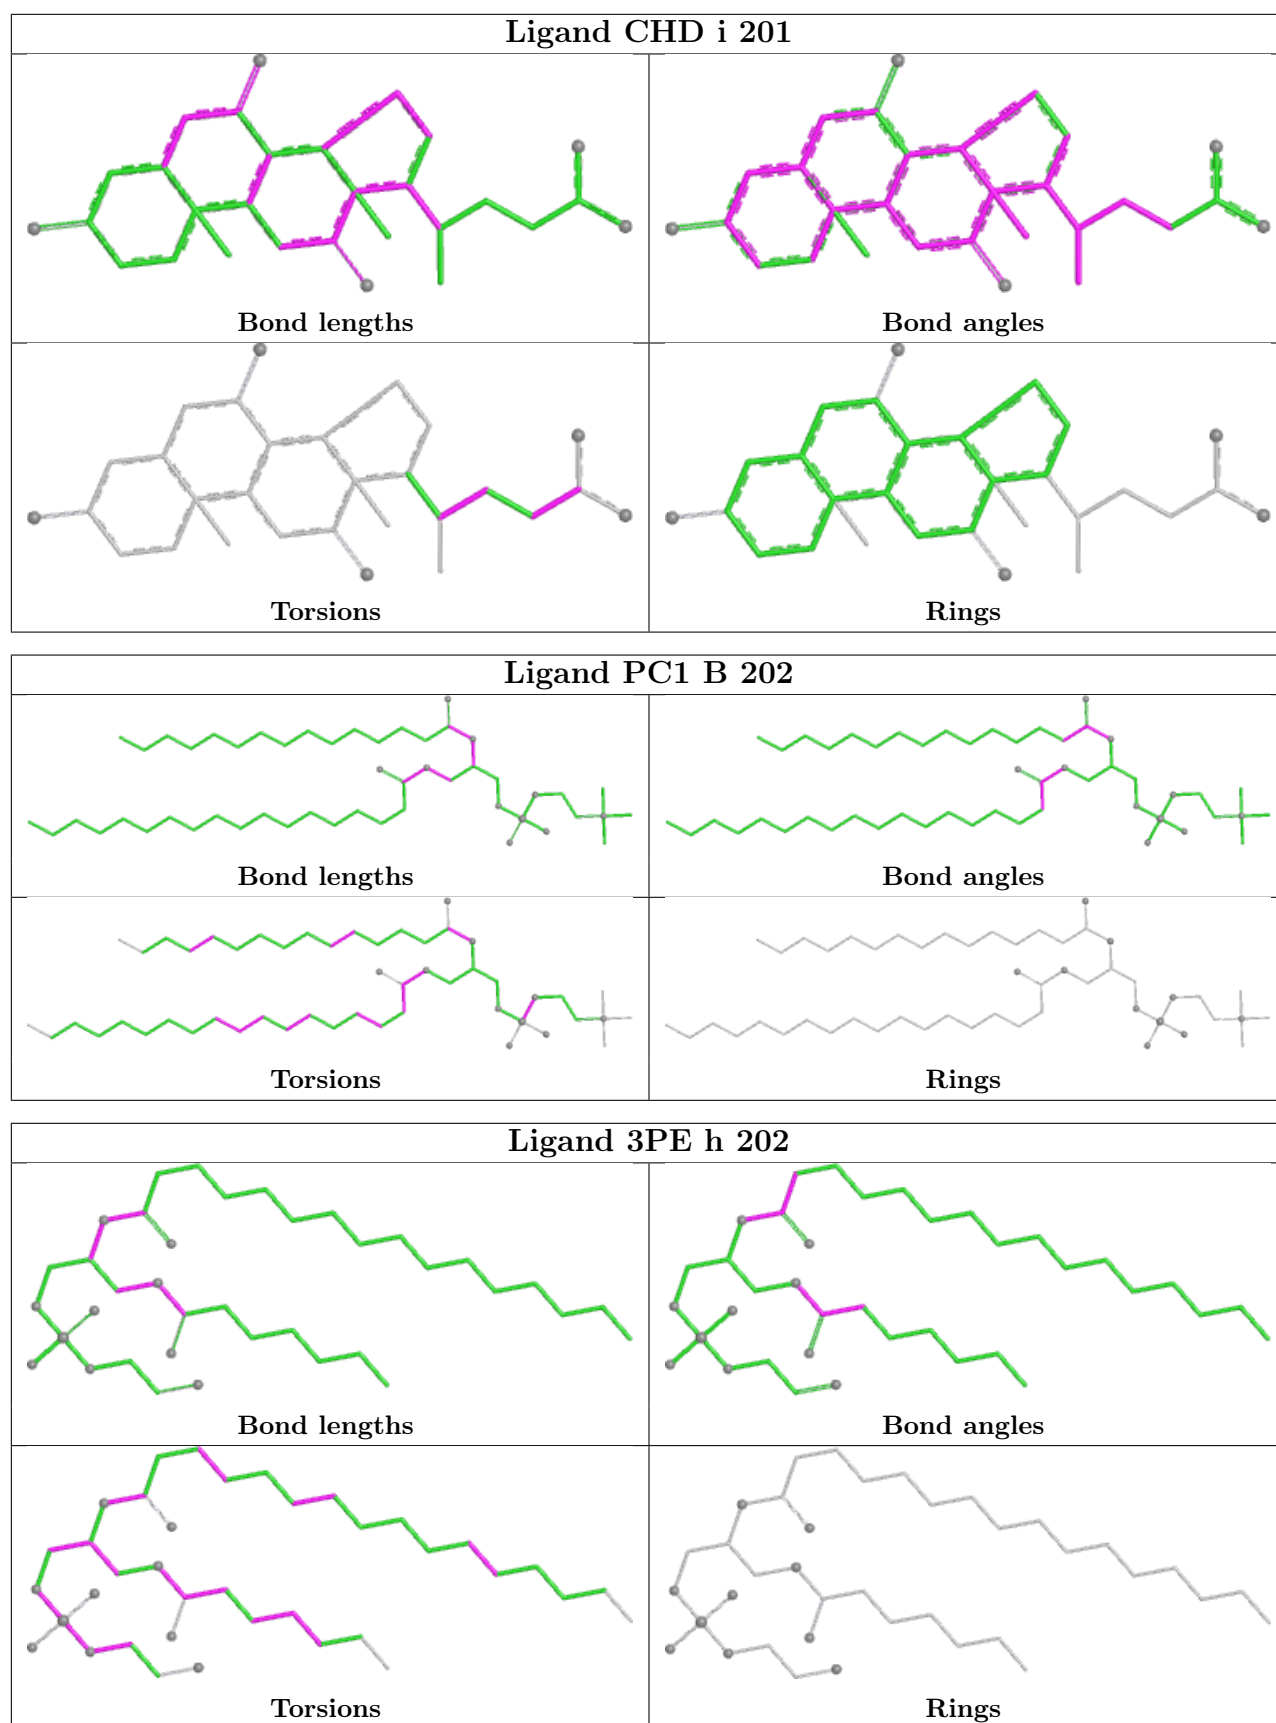 Ligand CHD i 201
Bond lengths
Bond angles
Torsions
Rings
Ligand PC1 B 202
Bond lengths
Bond angles
Torsions
Rings
Ligand 3PE h 202
Bond lengths
Bond angles
Torsions
Rings